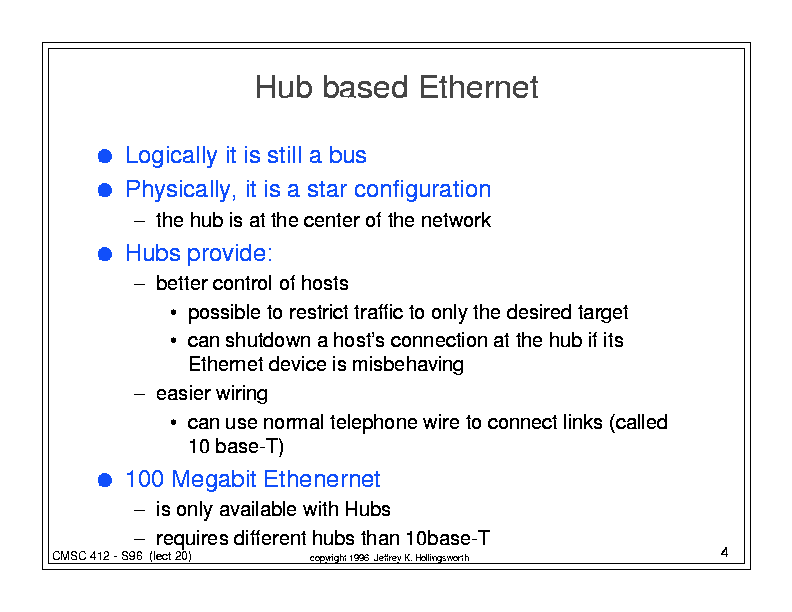 Hub based Ethernet
● Logically it is still a bus
● Physically, it is a star configuration
– the hub is at the center of the network
● Hubs provide:
– better control of hosts
• possible to restrict traffic to only the desired target
• can shutdown a host's connection at the hub if its
Ethernet device is misbehaving
– easier wiring
• can use normal telephone wire to connect links (called
10 base-T)
● 100 Megabit Ethenernet
– is only available with Hubs
– requires different hubs than 10base-T
CMSC 412 - S96 (lect 20)
copyright 1996 Jeffrey K. Hollingsworth
4